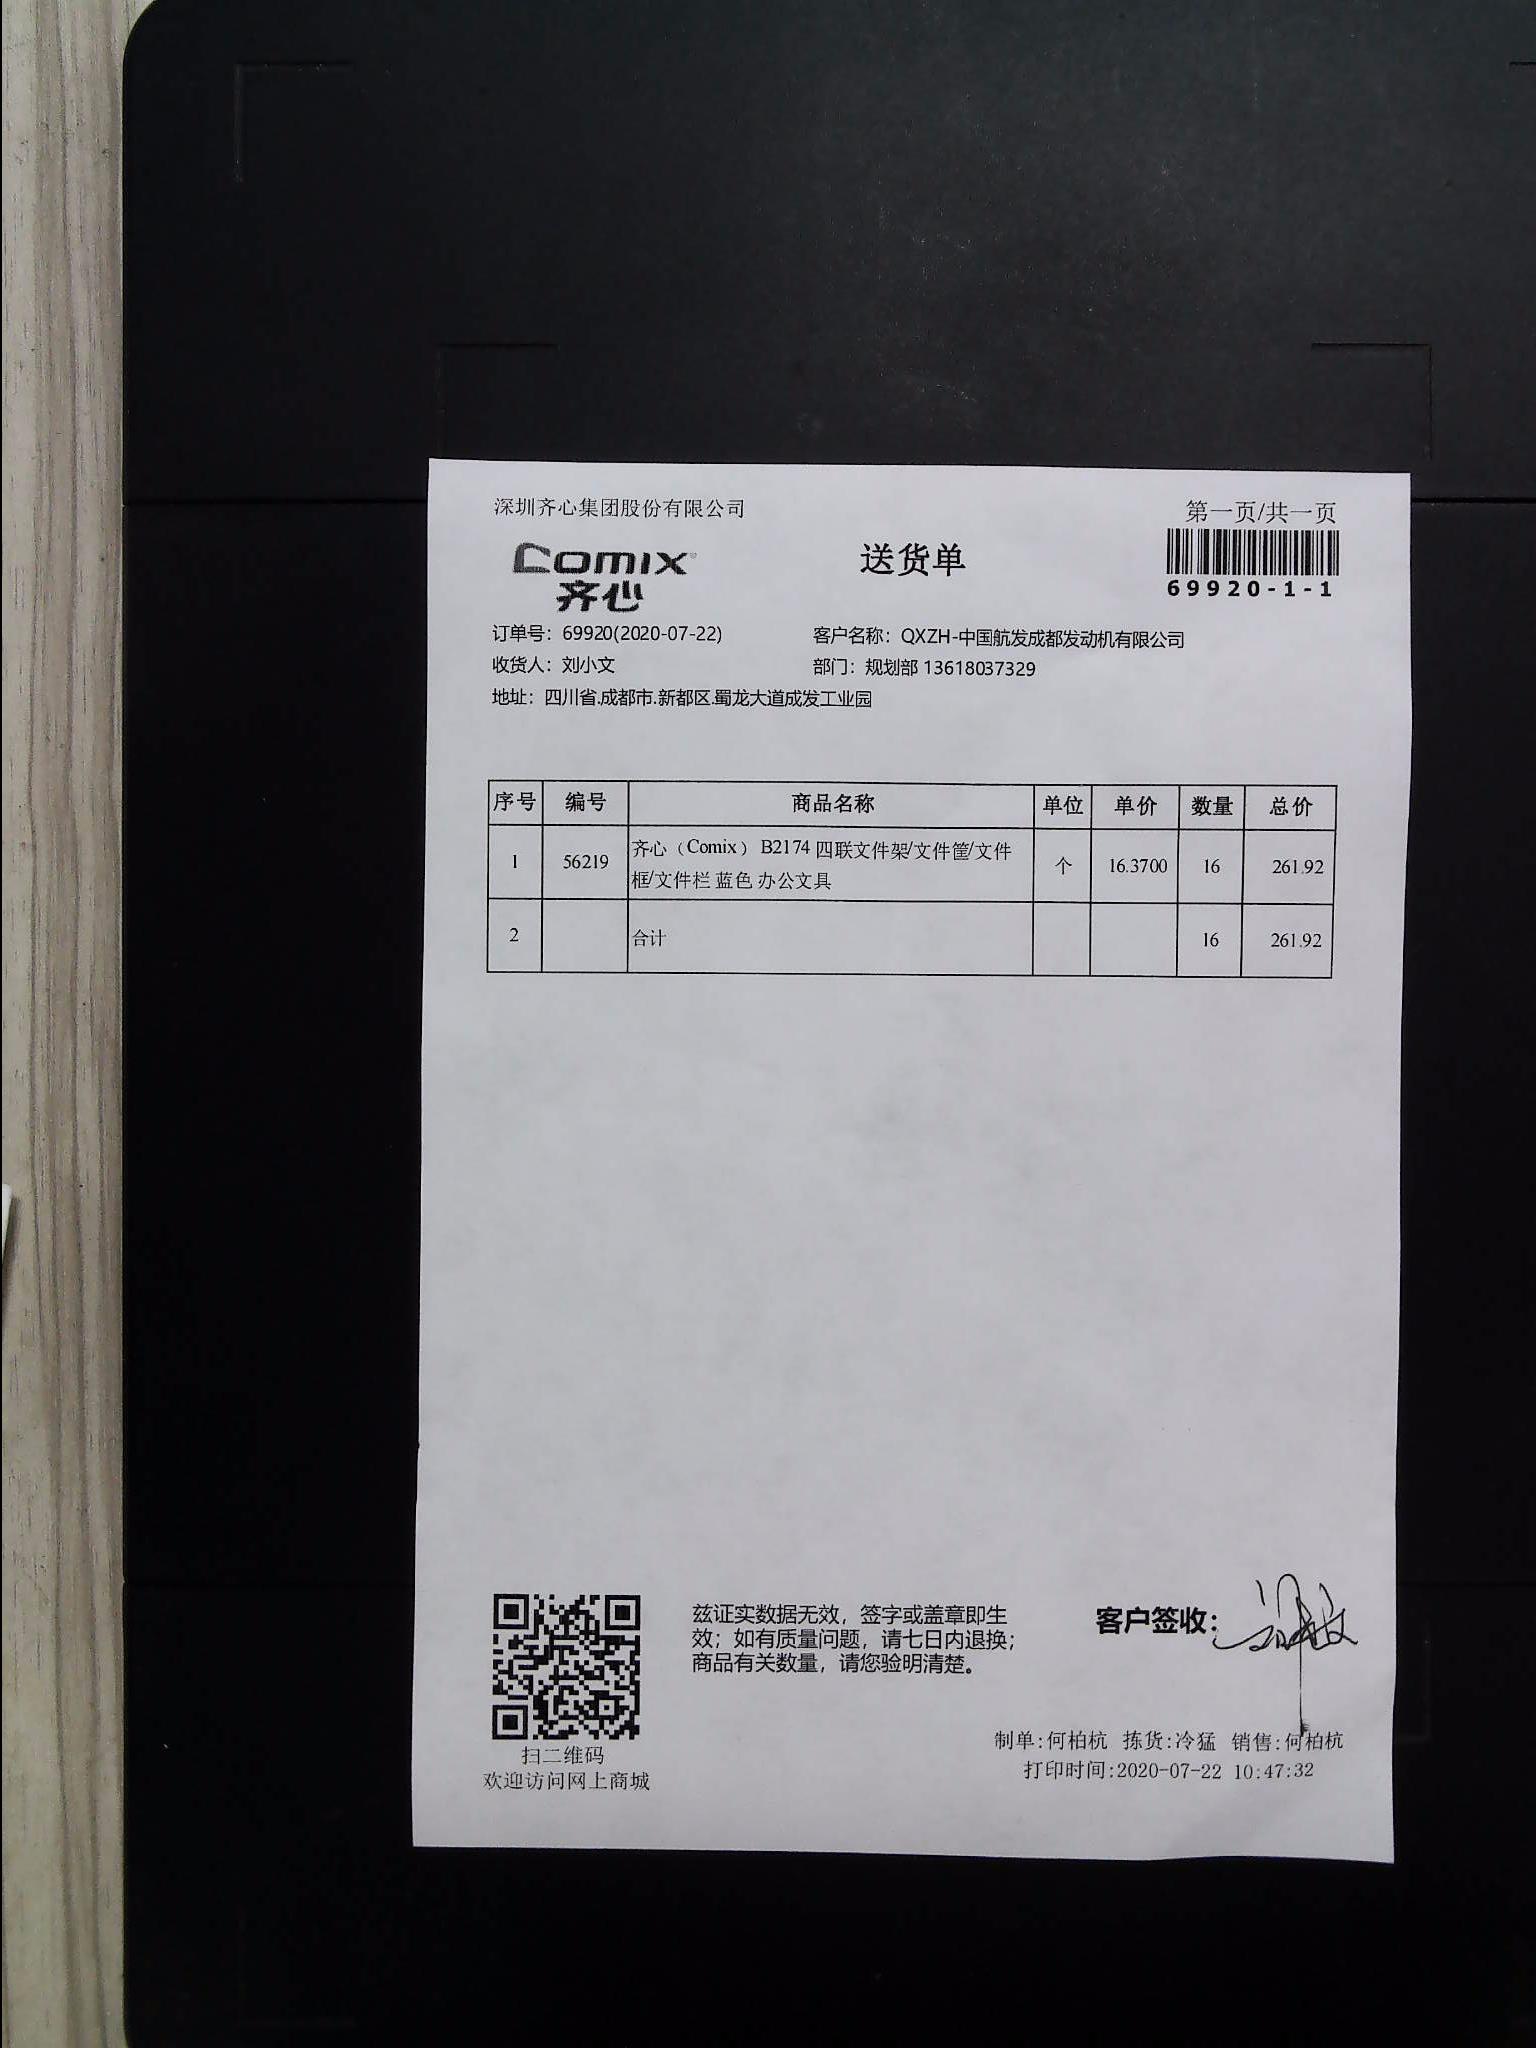 深圳齐心集团股份有限公司
第一页/共一页
COMIX®
齐心
送货单
69920-1-1
订单号：69920(2020-07-22)
客户名称：QXZH-中国航发成都发动机有限公司
收货人：刘小文
部门：规划部 13618037329
地址：四川省.成都市.新都区.蜀龙大道成发工业园
序号 编号 商品名称 单位 单价 数量 总价
1 56219 齐心（Comix） B2174 四联文件架/文件筐/文件 个 16.3700 16 261.92
框/文件栏 蓝色 办公文具
2 合计 16 261.92
兹证实数据无效，签字或盖章即生
效；如有质量问题，请七日内退换；
商品有关数量，请您验明清楚。
客户签收：
扫二维码
欢迎访问网上商城
制单:何柏杭 拣货:冷猛 销售:何柏杭
打印时间:2020-07-22 10:47:32